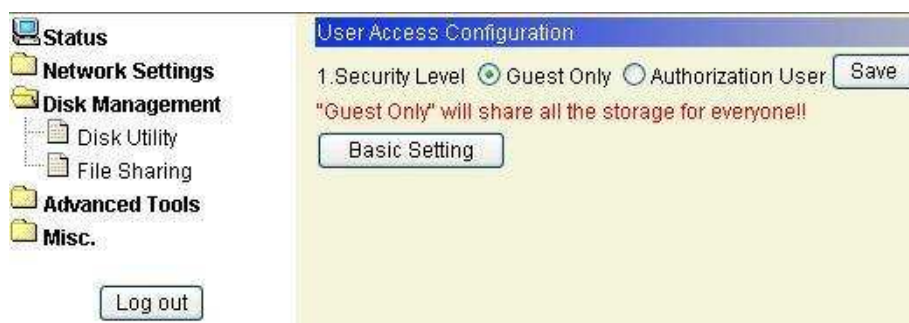 Status
Network Settings
Disk Management
Disk Utility
File Sharing
Advanced Tools
Misc.
Log out
User Access Configuration
1.Security Level Guest Only Authorization User Save
"Guest Only" will share all the storage for everyone!!
Basic Setting